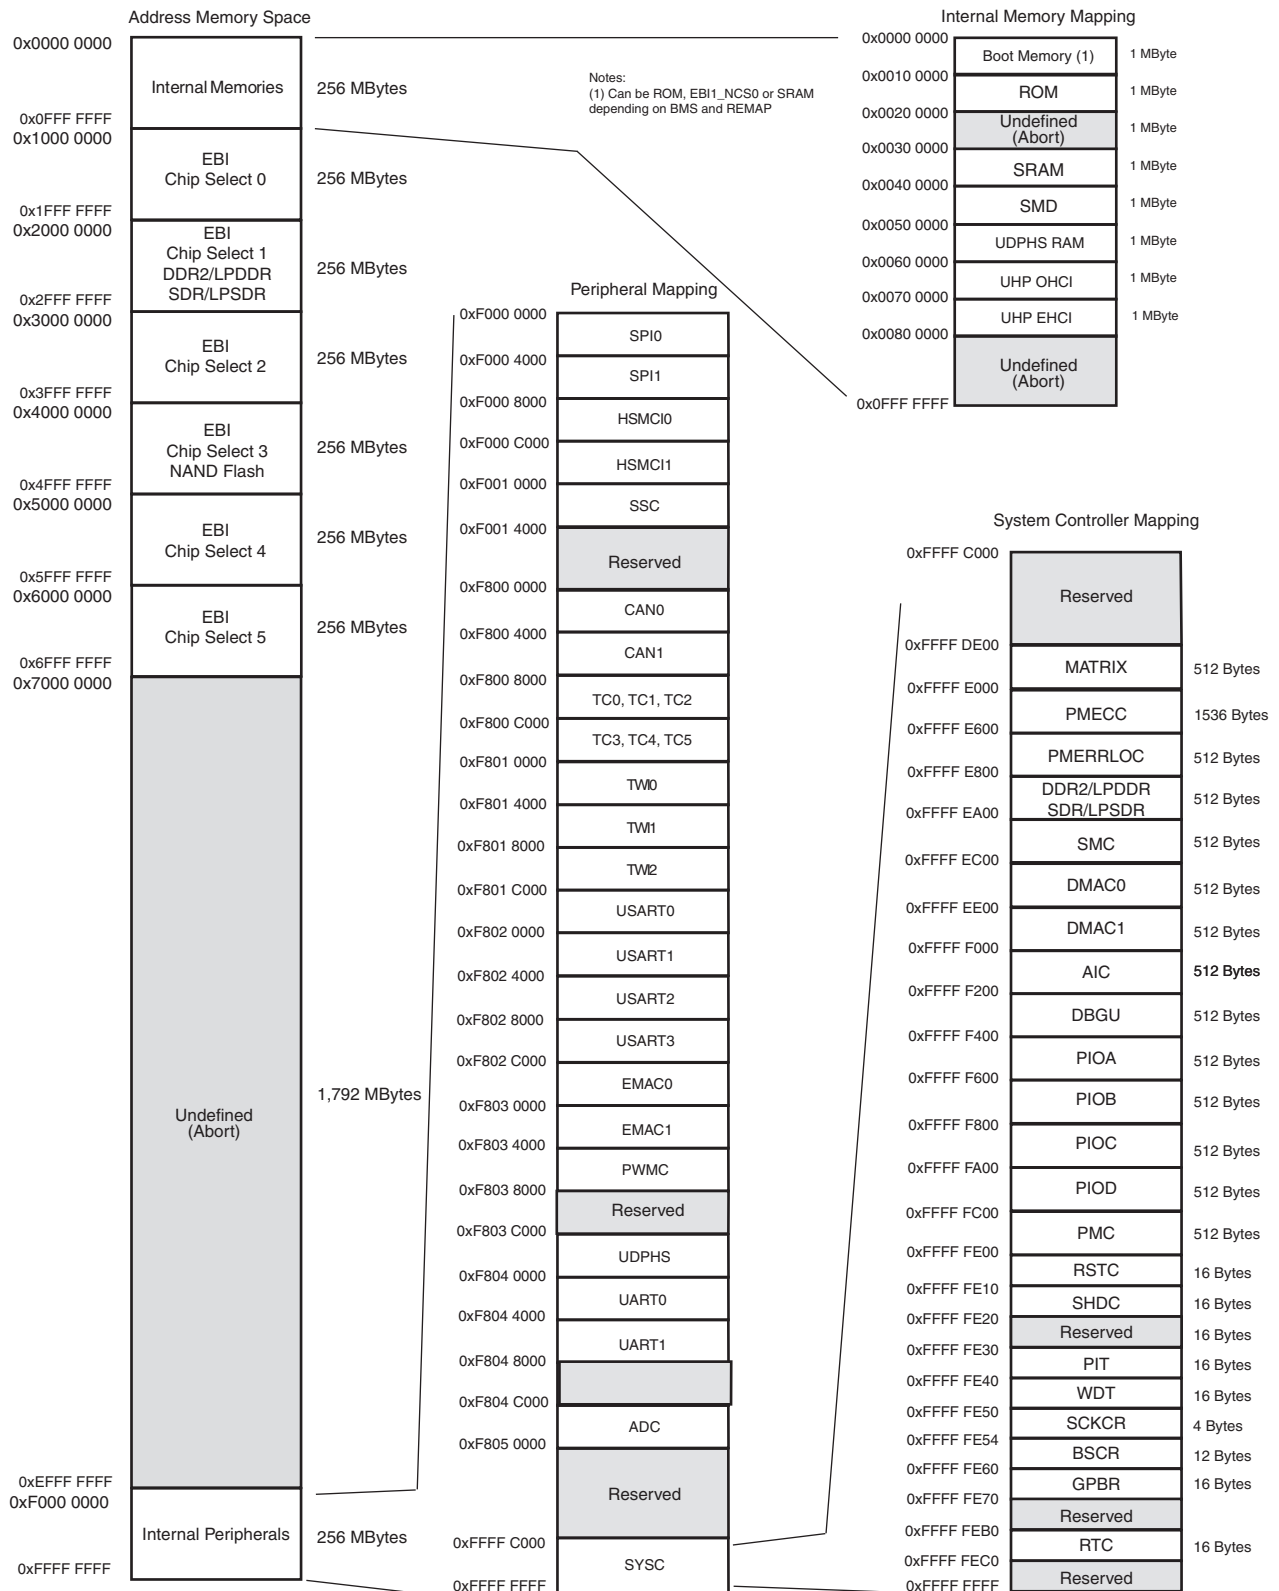 Address Memory Space
0x0000 0000
Internal Memories
256 MBytes
0x0FFF FFFF
0x1000 0000
EBI
Chip Select 0
256 MBytes
0x1FFF FFFF
0x2000 0000
EBI
Chip Select 1
DDR2/LPDDR
SDR/LPSDR
256 MBytes
0x2FFF FFFF
0x3000 0000
EBI
Chip Select 2
256 MBytes
0x3FFF FFFF
0x4000 0000
EBI
Chip Select 3
NAND Flash
256 MBytes
0x4FFF FFFF
0x5000 0000
EBI
Chip Select 4
256 MBytes
0x5FFF FFFF
0x6000 0000
EBI
Chip Select 5
256 MBytes
0x6FFF FFFF
0x7000 0000
Undefined
(Abort)
1,792 MBytes
0xEFFF FFFF
0xF000 0000
Internal Peripherals
256 MBytes
0xFFFF FFFF
Notes:
(1) Can be ROM, EBI1_NCS0 or SRAM
depending on BMS and REMAP
Peripheral Mapping
0xF000 0000
SPI0
0xF000 4000
SPI1
0xF000 8000
HSMCI0
0xF000 C000
HSMCI1
0xF001 0000
SSC
0xF001 4000
Reserved
0xF800 0000
CAN0
0xF800 4000
CAN1
0xF800 8000
TC0, TC1, TC2
0xF800 C000
TC3, TC4, TC5
0xF801 0000
TWI0
0xF801 4000
TWI1
0xF801 8000
TWI2
0xF801 C000
USART0
0xF802 0000
USART1
0xF802 4000
USART2
0xF802 8000
USART3
0xF802 C000
EMAC0
0xF803 0000
EMAC1
0xF803 4000
PWMC
0xF803 8000
Reserved
0xF803 C000
UDPHS
0xF804 0000
UART0
0xF804 4000
UART1
0xF804 8000
0xF804 C000
ADC
0xF805 0000
Reserved
0xFFFF C000
SYSC
0xFFFF FFFF
Internal Memory Mapping
0x0000 0000
Boot Memory (1)
1 MByte
0x0010 0000
ROM
1 MByte
0x0020 0000
Undefined
(Abort)
1 MByte
0x0030 0000
SRAM
1 MByte
0x0040 0000
SMD
1 MByte
0x0050 0000
UDPHS RAM
1 MByte
0x0060 0000
UHP OHCI
1 MByte
0x0070 0000
UHP EHCI
1 MByte
0x0080 0000
Undefined
(Abort)
0x0FFF FFFF
System Controller Mapping
0xFFFF C000
Reserved
0xFFFF DE00
MATRIX
512 Bytes
0xFFFF E000
PMECC
1536 Bytes
0xFFFF E600
PMERRLOC
512 Bytes
0xFFFF E800
DDR2/LPDDR
SDR/LPSDR
512 Bytes
0xFFFF EA00
SMC
512 Bytes
0xFFFF EC00
DMAC0
512 Bytes
0xFFFF EE00
DMAC1
512 Bytes
0xFFFF F000
AIC
512 Bytes
0xFFFF F200
DBGU
512 Bytes
0xFFFF F400
PIOA
512 Bytes
0xFFFF F600
PIOB
512 Bytes
0xFFFF F800
PIOC
512 Bytes
0xFFFF FA00
PIOD
512 Bytes
0xFFFF FC00
PMC
512 Bytes
0xFFFF FE00
RSTC
16 Bytes
0xFFFF FE10
SHDC
16 Bytes
0xFFFF FE20
Reserved
16 Bytes
0xFFFF FE30
PIT
16 Bytes
0xFFFF FE40
WDT
16 Bytes
0xFFFF FE50
SCKCR
4 Bytes
0xFFFF FE54
BSCR
12 Bytes
0xFFFF FE60
GPBR
16 Bytes
0xFFFF FE70
Reserved
0xFFFF FEB0
RTC
16 Bytes
0xFFFF FEC0
Reserved
0xFFFF FFFF